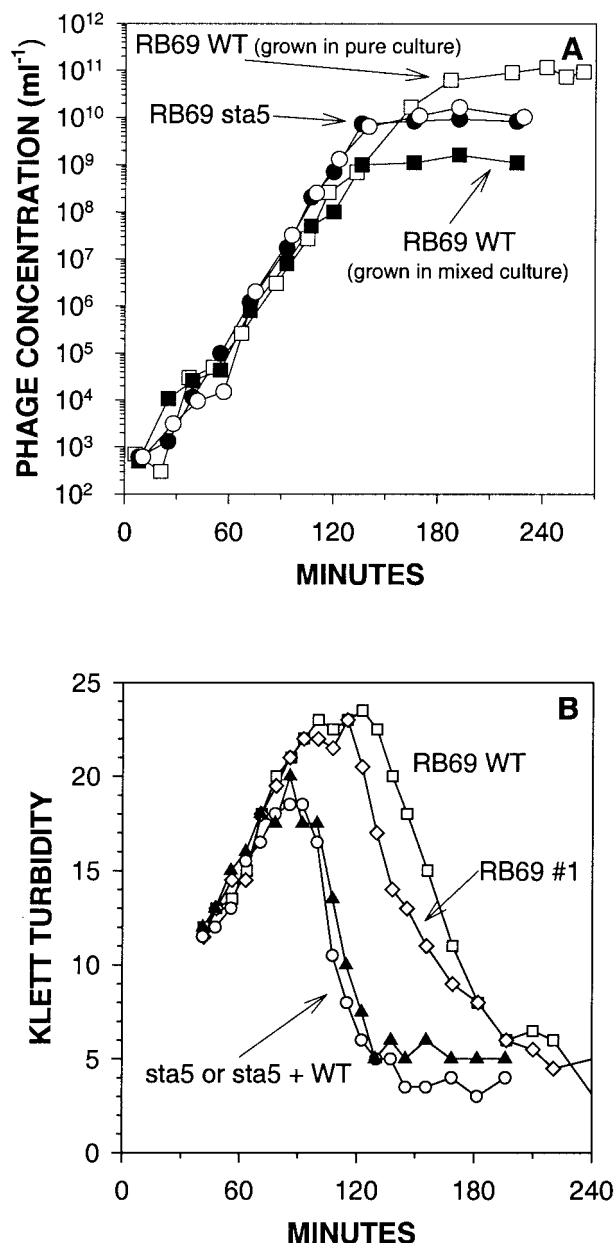 A
RB69 WT (grown in pure culture)
RB69 sta5
RB69 WT
(grown in mixed culture)
PHAGE CONCENTRATION (ml⁻¹)
10¹²
10¹¹
10¹⁰
10⁹
10⁸
10⁷
10⁶
10⁵
10⁴
10³
10²
0 60 120 180 240
MINUTES
B
RB69 WT
RB69 #1
sta5 or sta5 + WT
KLETT TURBIDITY
25
20
15
10
5
0
0 60 120 180 240
MINUTES